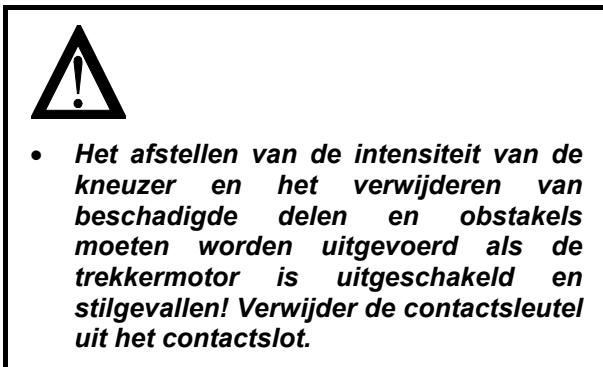 • Het afstellen van de intensiteit van de
kneuzer en het verwijderen van
beschadigde delen en obstakels
moeten worden uitgevoerd als de
trekkermotor is uitgeschakeld en
stilgevallen! Verwijder de contactsleutel
uit het contactslot.